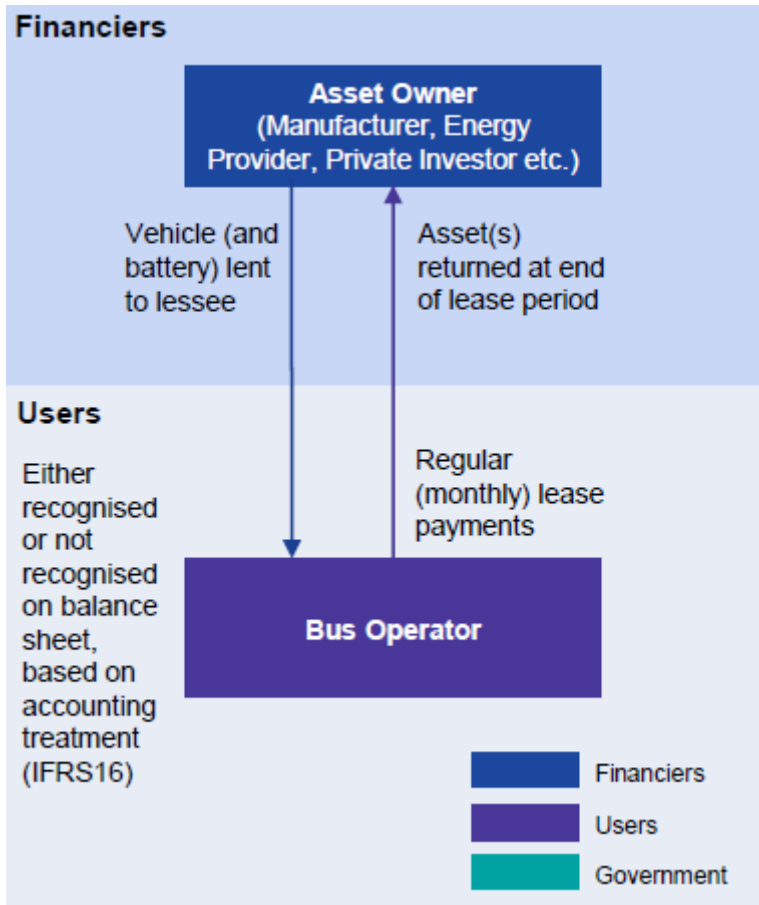 Financiers
Asset Owner
(Manufacturer, Energy
Provider, Private Investor etc.)
Vehicle (and
battery) lent
to lessee
Asset(s)
returned at end
of lease period
Users
Either
recognised
or not
recognised
on balance
sheet,
based on
accounting
treatment
(IFRS16)
Regular
(monthly) lease
payments
Bus Operator
Financiers
Users
Government